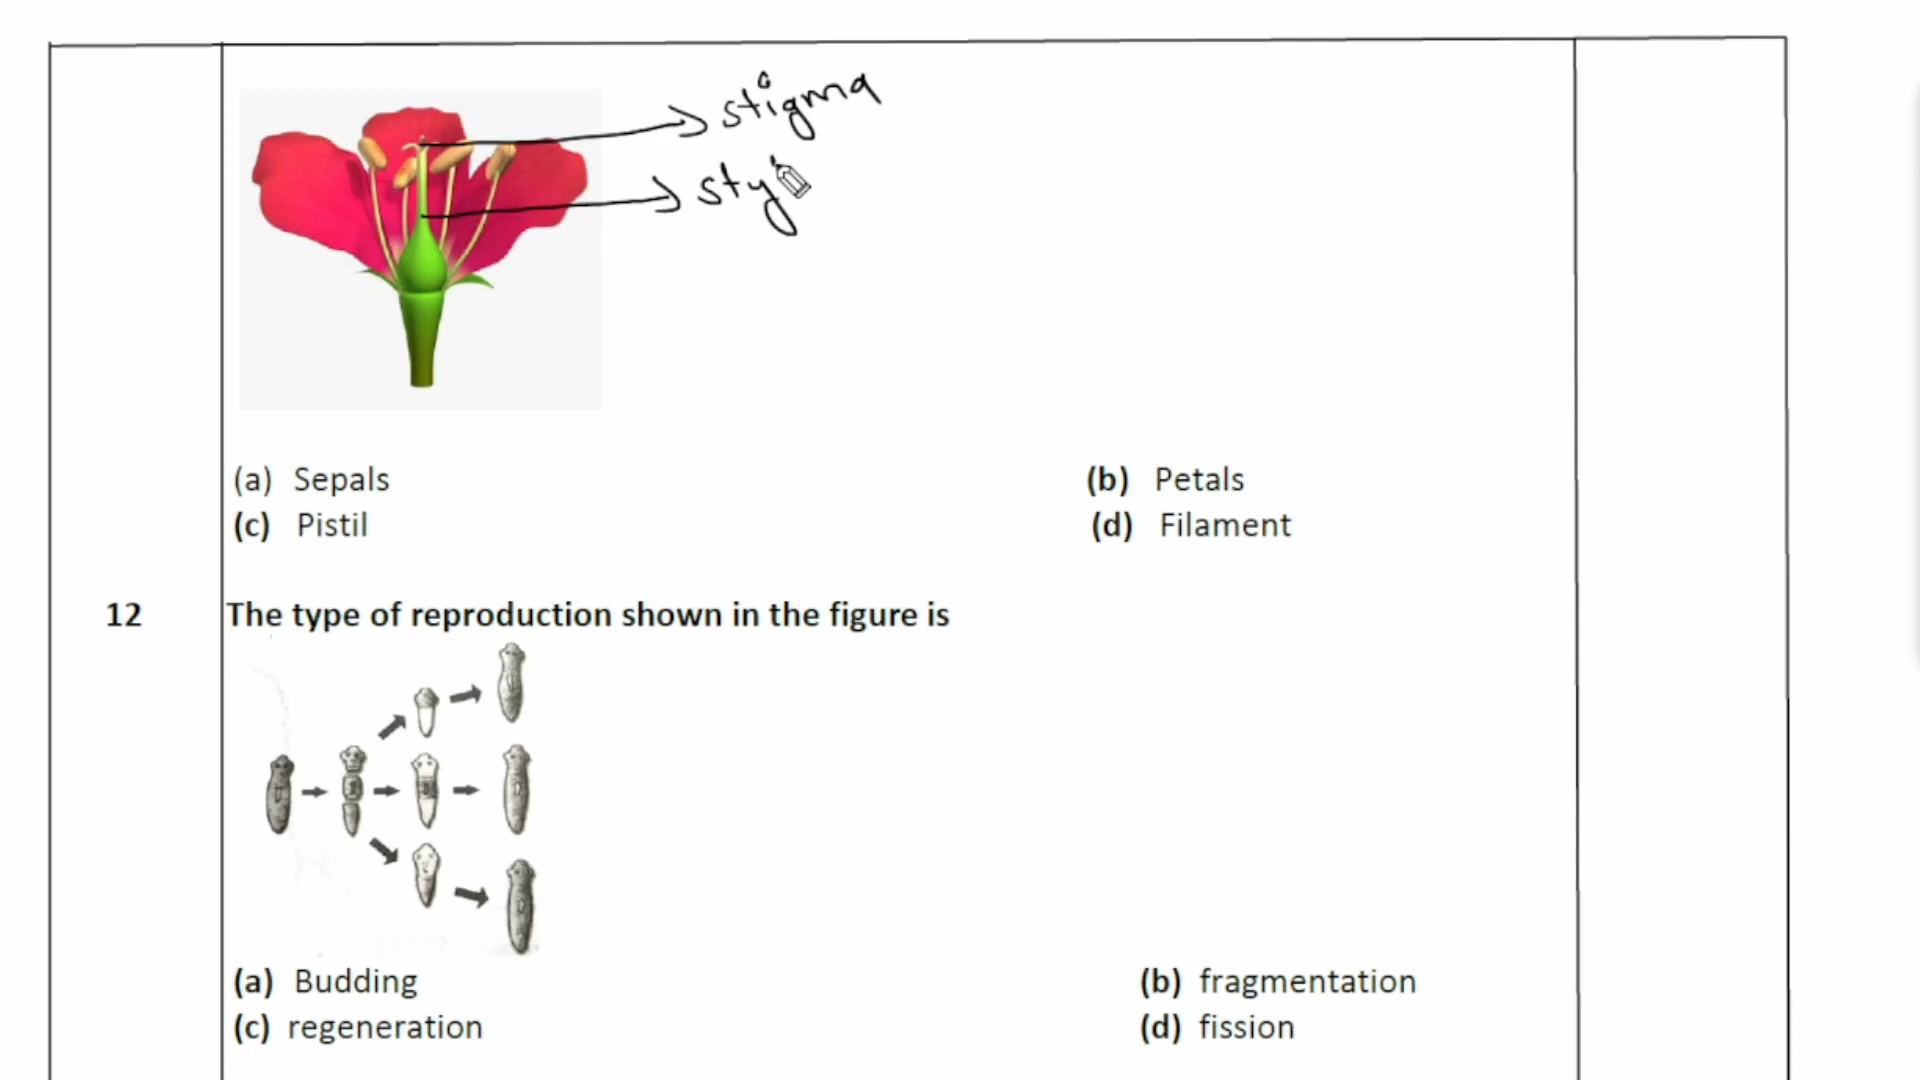 stigma
sty
(a) Sepals (b) Petals
(c) Pistil (d) Filament
12 The type of reproduction shown in the figure is
(a) Budding (b) fragmentation
(c) regeneration (d) fission